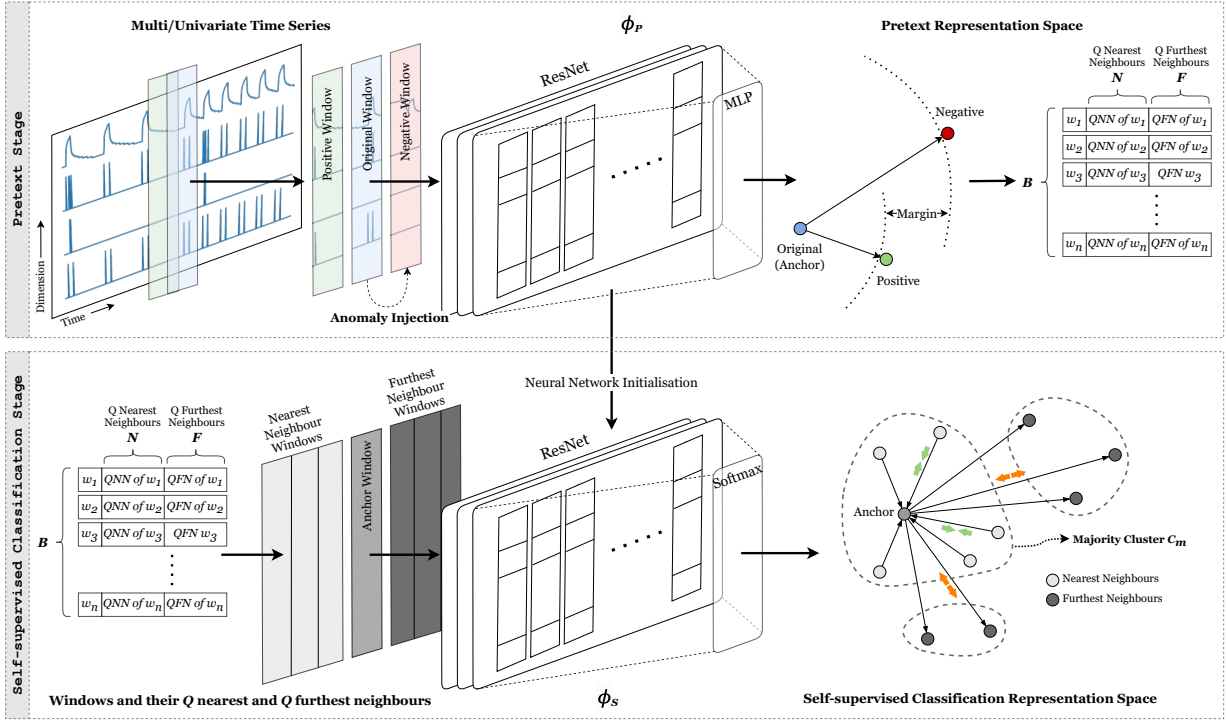 Pretext Stage
Multi/Univariate Time Series
ϕP
Pretext Representation Space
Dimension
Time
Positive Window
Original Window
Negative Window
Anomaly Injection
ResNet
MLP
Negative
Margin
Original
(Anchor)
Positive
Q Nearest
Neighbours
N
Q Furthest
Neighbours
F
B
w1 QNN of w1 QFN of w1
w2 QNN of w2 QFN of w2
w3 QNN of w3 QFN w3
wn QNN of wn QFN of wn
Neural Network Initialisation
Self-supervised Classification Stage
Q Nearest
Neighbours
N
Q Furthest
Neighbours
F
B
w1 QNN of w1 QFN of w1
w2 QNN of w2 QFN of w2
w3 QNN of w3 QFN w3
wn QNN of wn QFN of wn
Nearest
Neighbour
Windows
Anchor Window
Furthest
Neighbour
Windows
ResNet
Softmax
Anchor
Majority Cluster Cm
Nearest Neighbours
Furthest Neighbours
Windows and their Q nearest and Q furthest neighbours
ϕS
Self-supervised Classification Representation Space